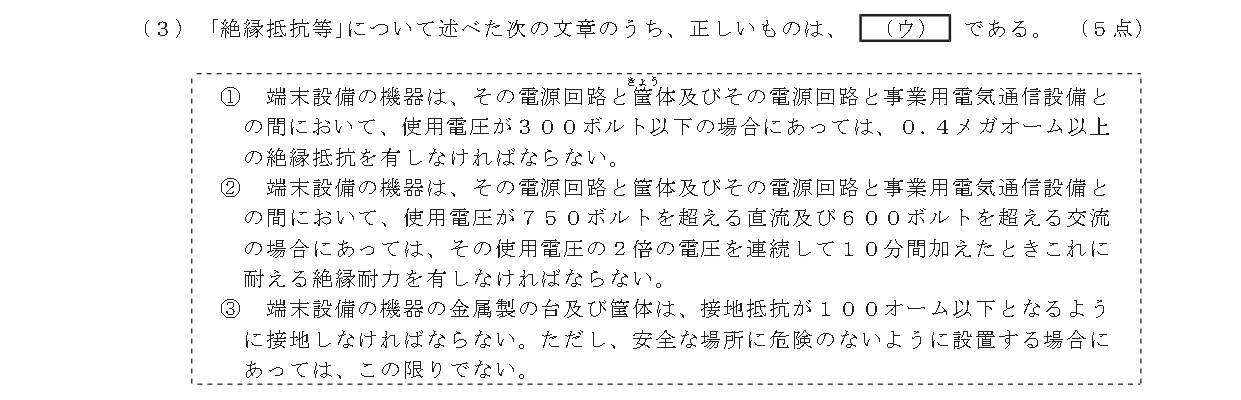 （３）「絶縁抵抗等」について述べた次の文章のうち、正しいものは、（ウ）である。（５点）
きょう
①　端末設備の機器は、その電源回路と筐体及びその電源回路と事業用電気通信設備と
の間において、使用電圧が３００ボルト以下の場合にあっては、０.４メガオーム以上
の絶縁抵抗を有しなければならない。
②　端末設備の機器は、その電源回路と筐体及びその電源回路と事業用電気通信設備と
の間において、使用電圧が７５０ボルトを超える直流及び６００ボルトを超える交流
の場合にあっては、その使用電圧の２倍の電圧を連続して１０分間加えたときこれに
耐える絶縁耐力を有しなければならない。
③　端末設備の機器の金属製の台及び筐体は、接地抵抗が１００オーム以下となるよう
に接地しなければならない。ただし、安全な場所に危険のないように設置する場合に
あっては、この限りでない。